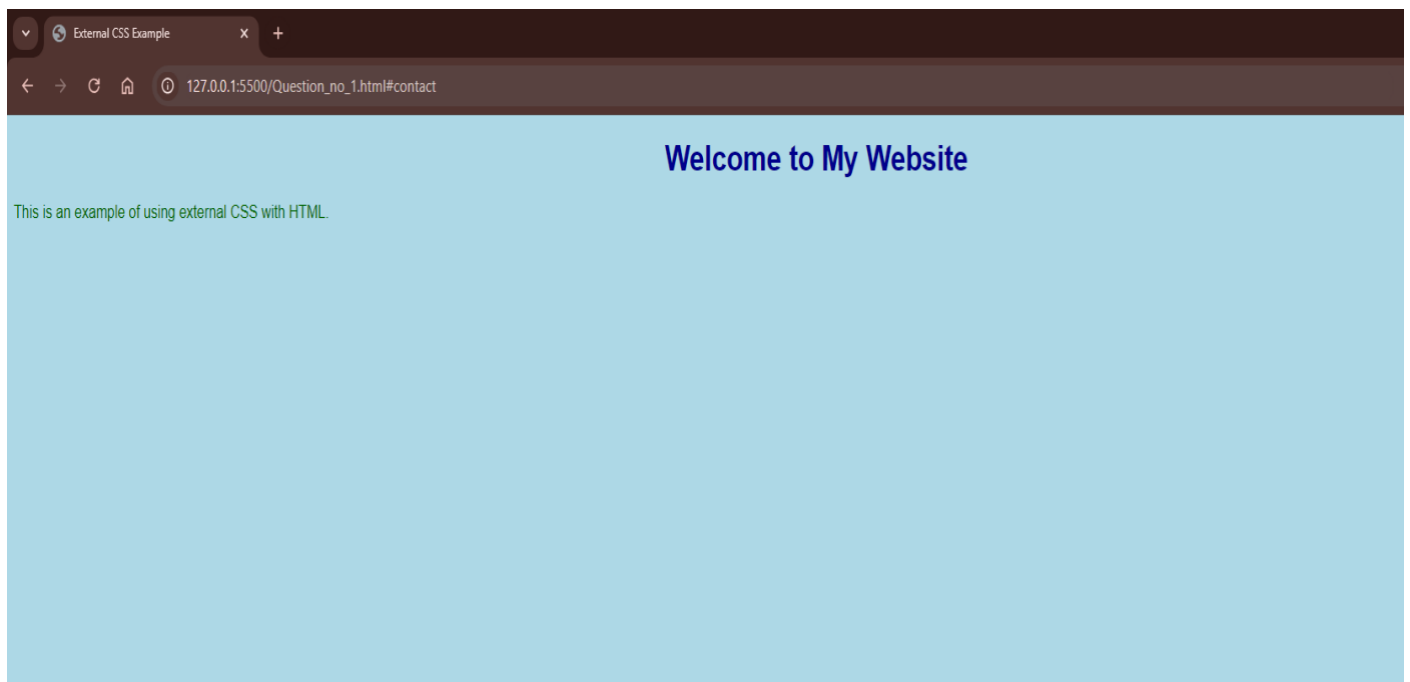 External CSS Example
127.0.0.1:5500/Question_no_1.html#contact
Welcome to My Website
This is an example of using external CSS with HTML.